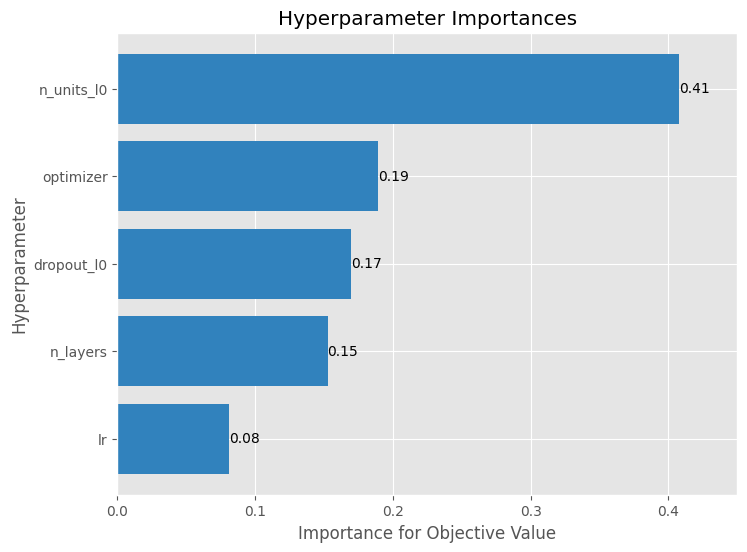 Hyperparameter Importances
Hyperparameter
n_units_l0
0.41
optimizer
0.19
dropout_l0
0.17
n_layers
0.15
lr
0.08
0.0 0.1 0.2 0.3 0.4
Importance for Objective Value